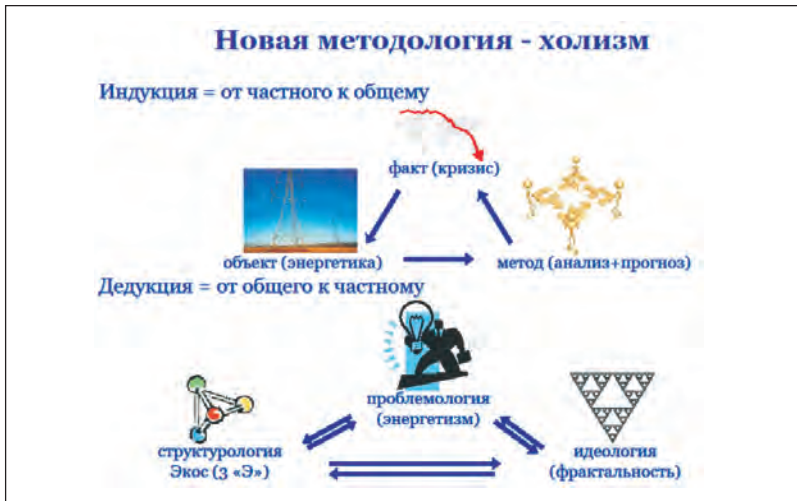 Новая методология - холизм
Индукция = от частного к общему
факт (кризис)
объект (энергетика)
метод (анализ+прогноз)
Дедукция = от общего к частному
проблемология
(энергетизм)
структурология
Экос (3 «Э»)
идеология
(фрактальность)